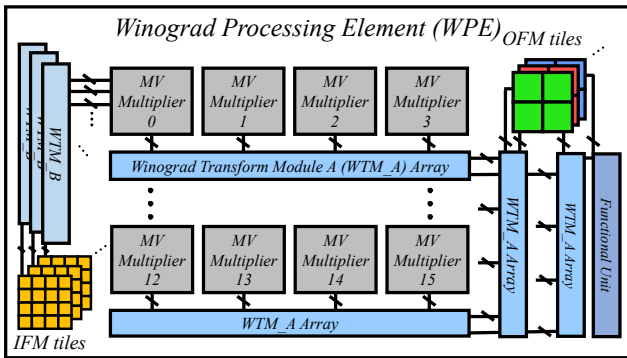 Winograd Processing Element (WPE)
OFM tiles
WTM_B
WTM_B
WTM_B
MV
Multiplier
0
MV
Multiplier
1
MV
Multiplier
2
MV
Multiplier
3
Winograd Transform Module A (WTM_A) Array
WTM_A Array
WTM_A Array
Functional Unit
MV
Multiplier
12
MV
Multiplier
13
MV
Multiplier
14
MV
Multiplier
15
WTM_A Array
IFM tiles